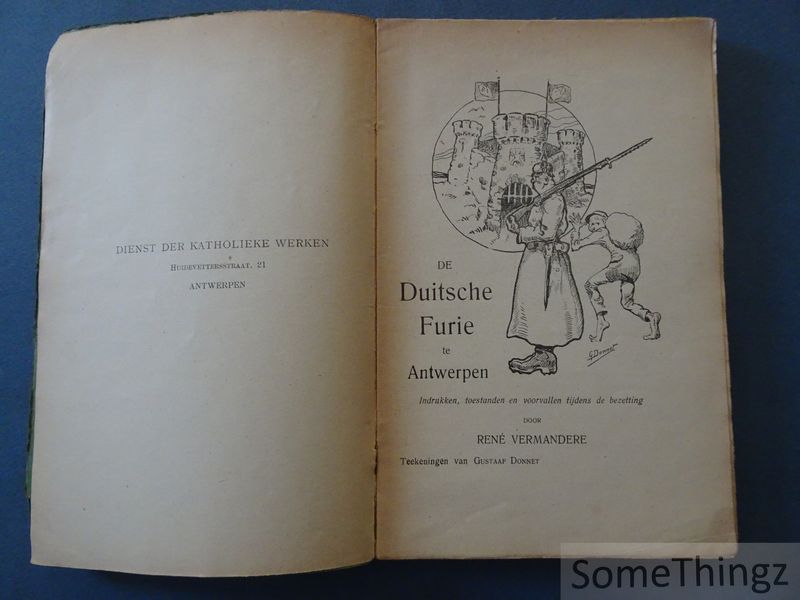 DIENST DER KATHOLIEKE WERKEN
HUIDEVETTERSSTRAAT, 21
ANTWERPEN
DE
Duitsche
Furie
te
Antwerpen
Indrukken, toestanden en voorvallen tijdens de bezetting
DOOR
RENÉ VERMANDERE
Teekeningen van GUSTAAF DONNET
G. Donnet
SomeThingz